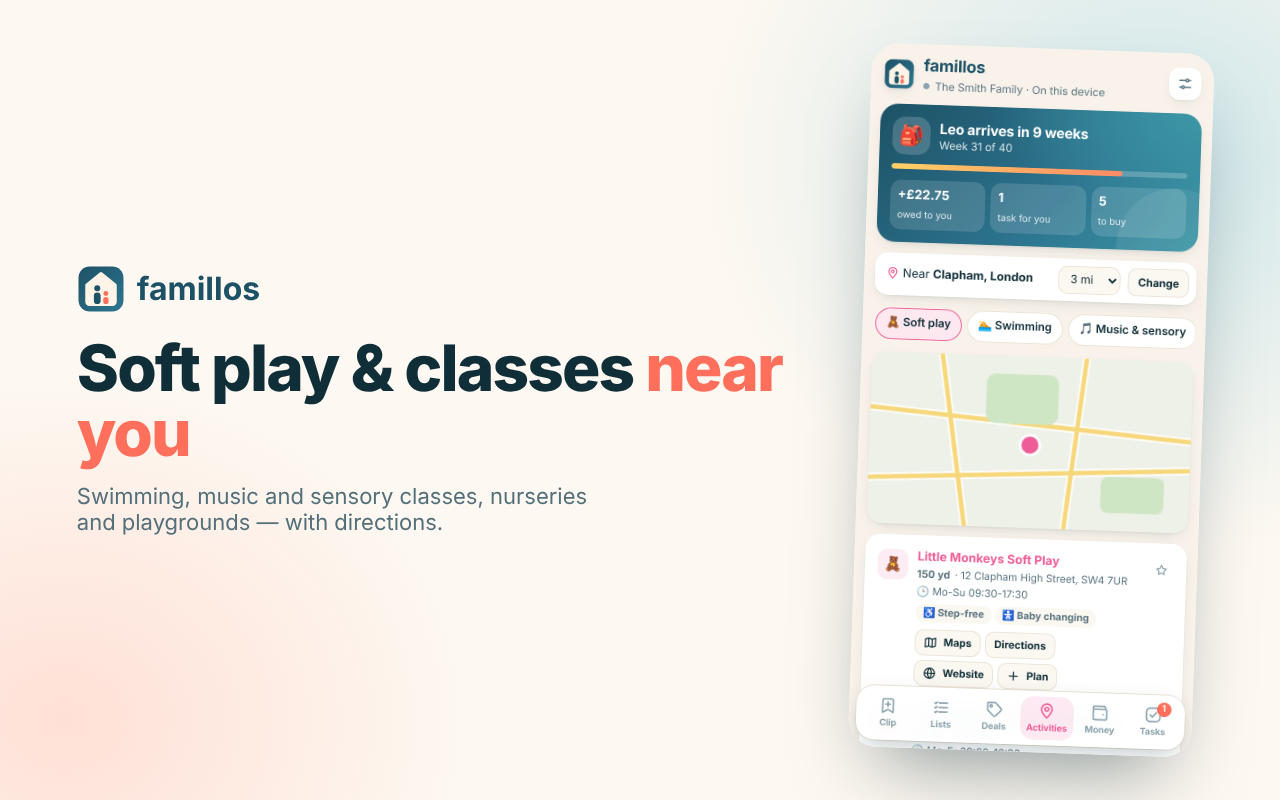 famillos
Soft play & classes near
you
Swimming, music and sensory classes, nurseries
and playgrounds — with directions.
famillos
The Smith Family · On this device
Leo arrives in 9 weeks
Week 31 of 40
+£22.75
owed to you
1
task for you
5
to buy
Near Clapham, London
3 mi
Change
Soft play
Swimming
Music & sensory
Little Monkeys Soft Play
150 yd · 12 Clapham High Street, SW4 7UR
Mo-Su 09:30-17:30
Step-free
Baby changing
Maps
Directions
Website
Plan
Clip
Lists
Deals
Activities
Money
1
Tasks